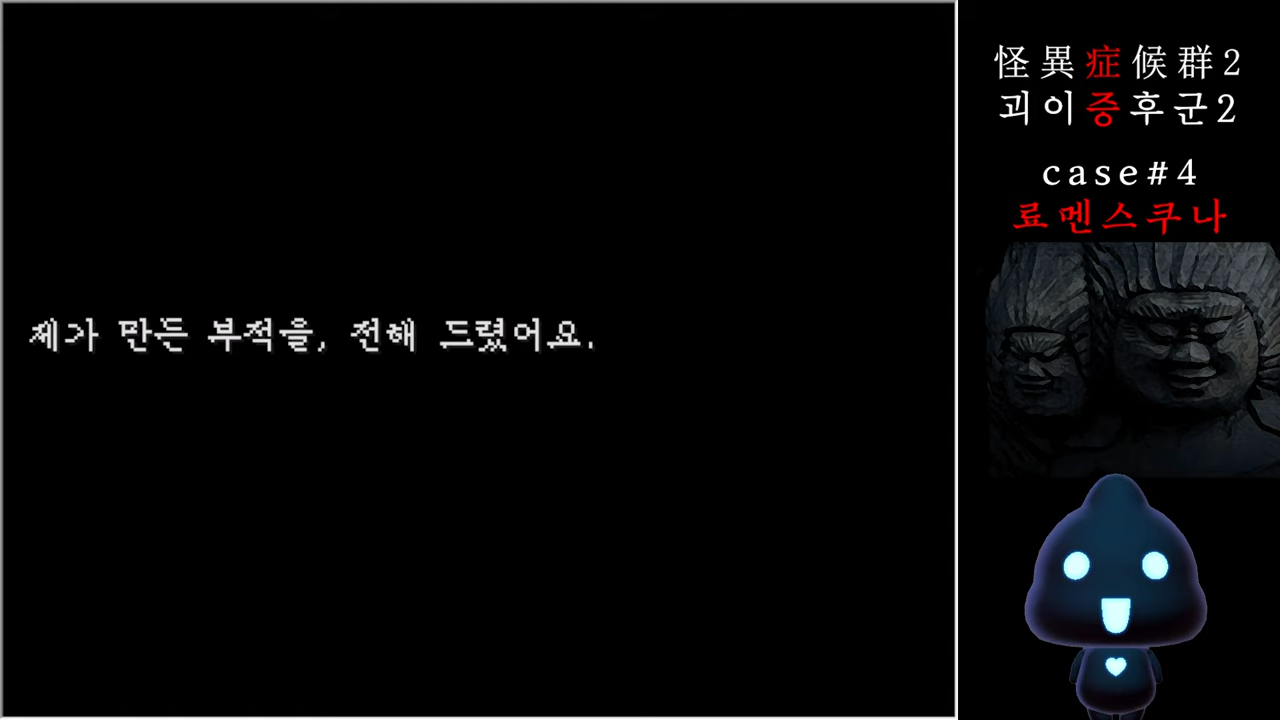 제가 만든 부적을, 전해 드렸어요.
怪異症候群2
괴이증후군2
case#4
료멘스쿠나